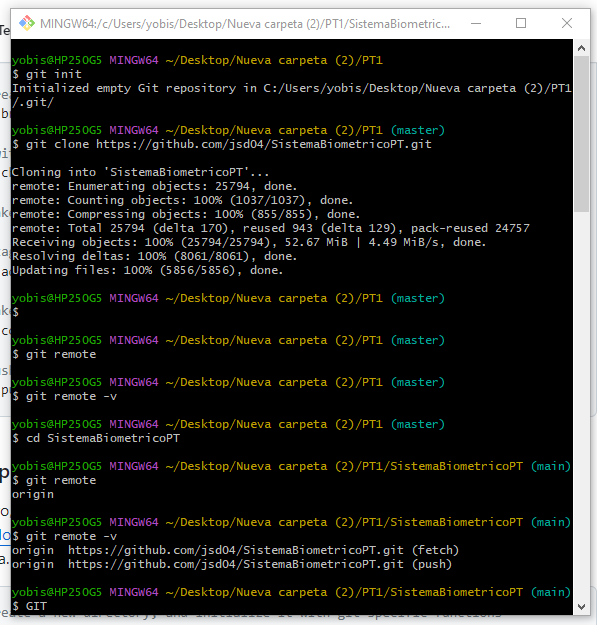 MINGW64:/c/Users/yobis/Desktop/Nueva carpeta (2)/PT1/SistemaBiometric...
yobis@HP250G5 MINGW64 ~/Desktop/Nueva carpeta (2)/PT1
$ git init
Initialized empty Git repository in C:/Users/yobis/Desktop/Nueva carpeta (2)/PT1
/.git/
yobis@HP250G5 MINGW64 ~/Desktop/Nueva carpeta (2)/PT1 (master)
$ git clone https://github.com/jsd04/SistemaBiometricoPT.git
Cloning into 'SistemaBiometricoPT'...
remote: Enumerating objects: 25794, done.
remote: Counting objects: 100% (1037/1037), done.
remote: Compressing objects: 100% (855/855), done.
remote: Total 25794 (delta 170), reused 943 (delta 129), pack-reused 24757
Receiving objects: 100% (25794/25794), 52.67 MiB | 4.49 MiB/s, done.
Resolving deltas: 100% (8061/8061), done.
Updating files: 100% (5856/5856), done.
yobis@HP250G5 MINGW64 ~/Desktop/Nueva carpeta (2)/PT1 (master)
$
yobis@HP250G5 MINGW64 ~/Desktop/Nueva carpeta (2)/PT1 (master)
$ git remote
yobis@HP250G5 MINGW64 ~/Desktop/Nueva carpeta (2)/PT1 (master)
$ git remote -v
yobis@HP250G5 MINGW64 ~/Desktop/Nueva carpeta (2)/PT1 (master)
$ cd SistemaBiometricoPT
yobis@HP250G5 MINGW64 ~/Desktop/Nueva carpeta (2)/PT1/SistemaBiometricoPT (main)
$ git remote
origin
yobis@HP250G5 MINGW64 ~/Desktop/Nueva carpeta (2)/PT1/SistemaBiometricoPT (main)
$ git remote -v
origin  https://github.com/jsd04/SistemaBiometricoPT.git (fetch)
origin  https://github.com/jsd04/SistemaBiometricoPT.git (push)
yobis@HP250G5 MINGW64 ~/Desktop/Nueva carpeta (2)/PT1/SistemaBiometricoPT (main)
$ GIT